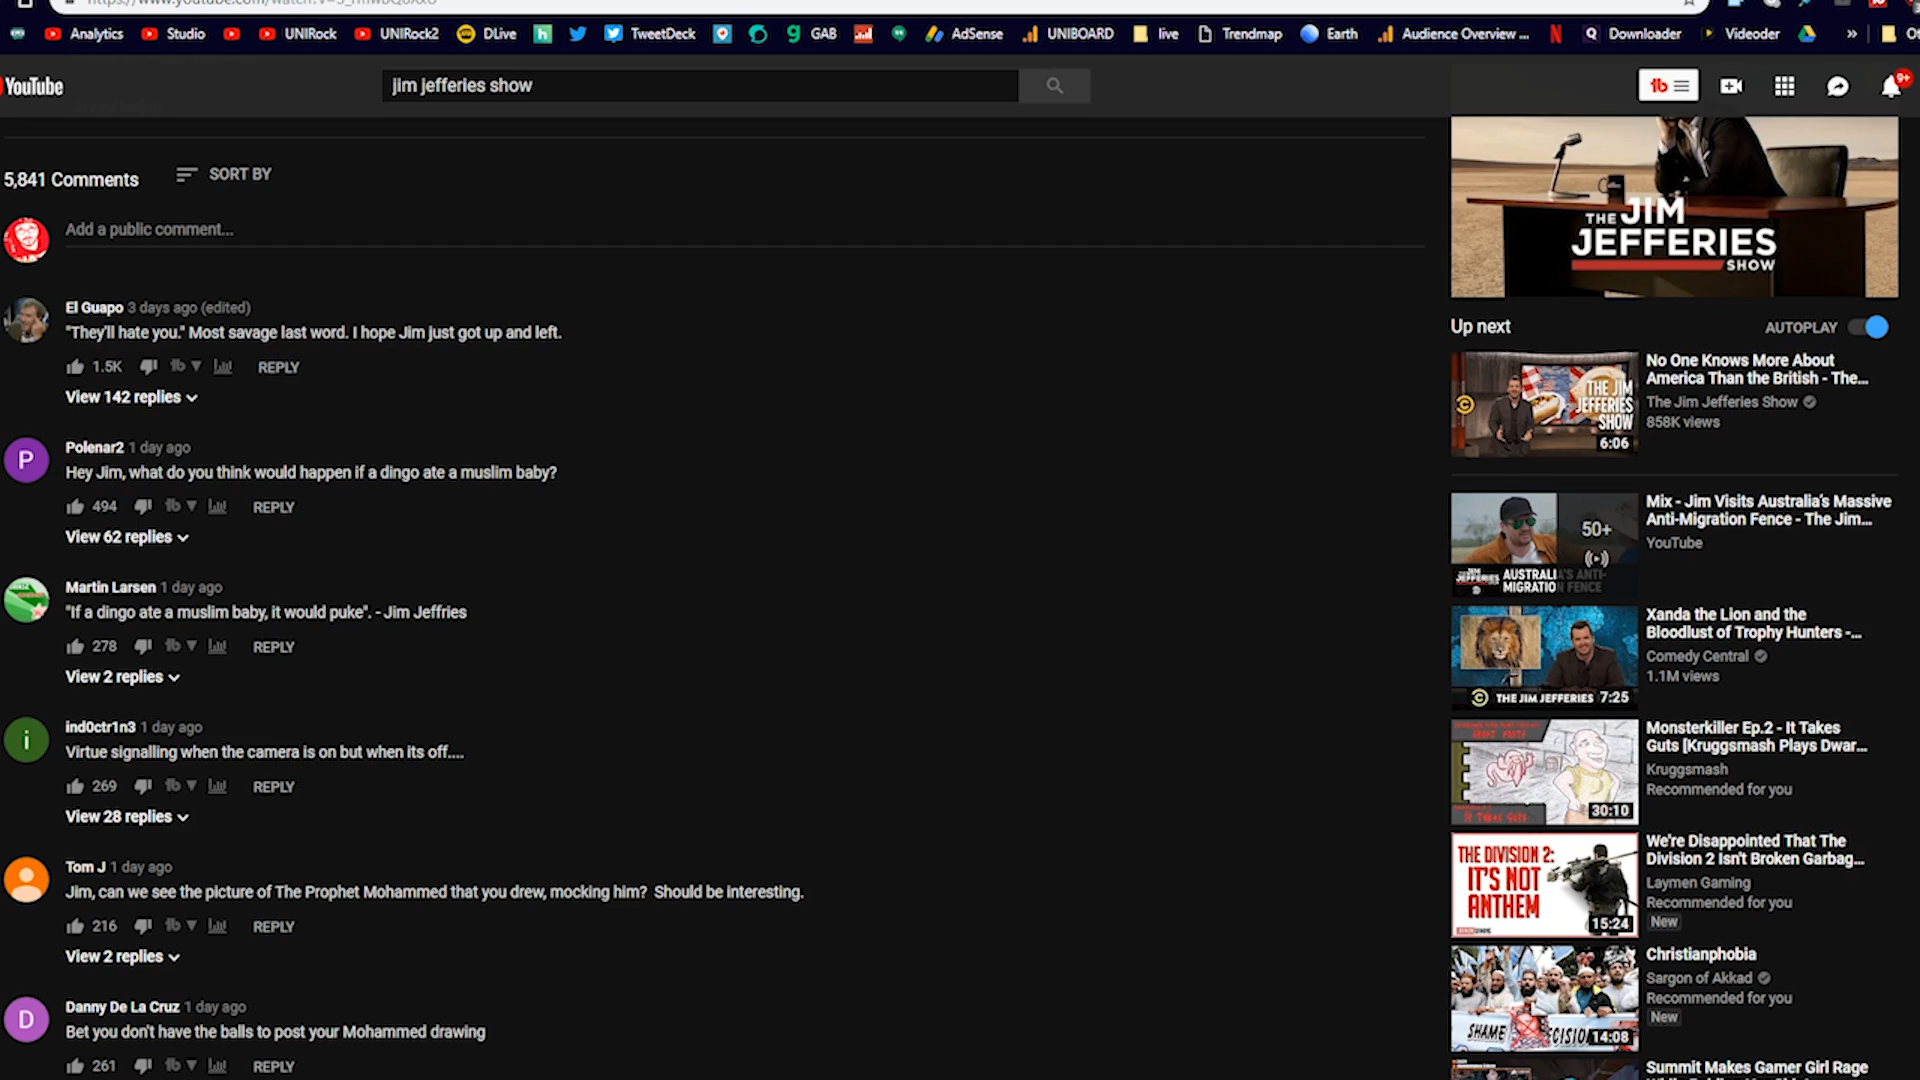 Analytics
Studio
UNIRock
UNIRock2
DLive
TweetDeck
GAB
AdSense
UNIBOARD
live
Trendmap
Earth
Audience Overview ...
Downloader
Videoder
YouTube
jim jefferies show
9+
5,841 Comments
SORT BY
Add a public comment...
El Guapo 3 days ago (edited)
"They'll hate you." Most savage last word. I hope Jim just got up and left.
1.5K
REPLY
View 142 replies
P
Polenar2 1 day ago
Hey Jim, what do you think would happen if a dingo ate a muslim baby?
494
REPLY
View 62 replies
Martin Larsen 1 day ago
"If a dingo ate a muslim baby, it would puke". - Jim Jeffries
278
REPLY
View 2 replies
i
ind0ctr1n3 1 day ago
Virtue signalling when the camera is on but when its off....
269
REPLY
View 28 replies
Tom J 1 day ago
Jim, can we see the picture of The Prophet Mohammed that you drew, mocking him? Should be interesting.
216
REPLY
View 2 replies
D
Danny De La Cruz 1 day ago
Bet you don't have the balls to post your Mohammed drawing
261
REPLY
THE JIM
JEFFERIES
SHOW
Up next
AUTOPLAY
THE JIM
JEFFERIES
SHOW
6:06
No One Knows More About
America Than the British - The...
The Jim Jefferies Show
858K views
50+
AUSTRALIA'S ANTI-
MIGRATION FENCE
Mix - Jim Visits Australia's Massive
Anti-Migration Fence - The Jim...
YouTube
THE JIM JEFFERIES 7:25
Xanda the Lion and the
Bloodlust of Trophy Hunters -...
Comedy Central
1.1M views
30:10
Monsterkiller Ep.2 - It Takes
Guts [Kruggsmash Plays Dwar...
Kruggsmash
Recommended for you
THE DIVISION 2:
IT'S NOT
ANTHEM
15:24
We're Disappointed That The
Division 2 Isn't Broken Garbag...
Laymen Gaming
Recommended for you
New
SHAME
14:08
Christianphobia
Sargon of Akkad
Recommended for you
New
Summit Makes Gamer Girl Rage